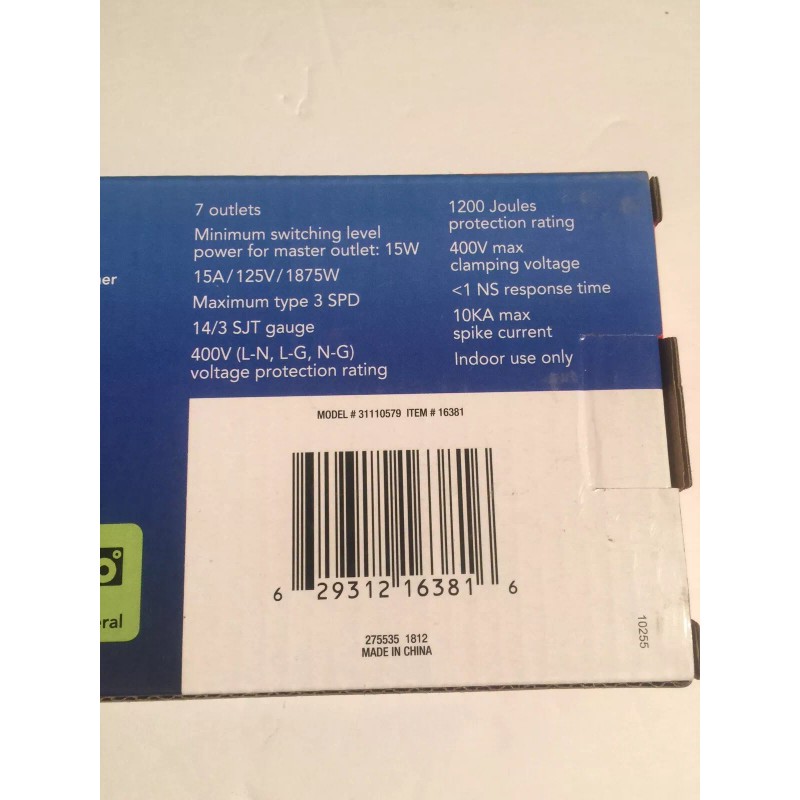 7 outlets
Minimum switching level
power for master outlet: 15W
15A/125V/1875W
Maximum type 3 SPD
14/3 SJT gauge
400V (L-N, L-G, N-G)
voltage protection rating
1200 Joules
protection rating
400V max
clamping voltage
<1 NS response time
10KA max
spike current
Indoor use only
MODEL # 31110579 ITEM # 16381
6 29312 16381 6
275535 1812
MADE IN CHINA
10255